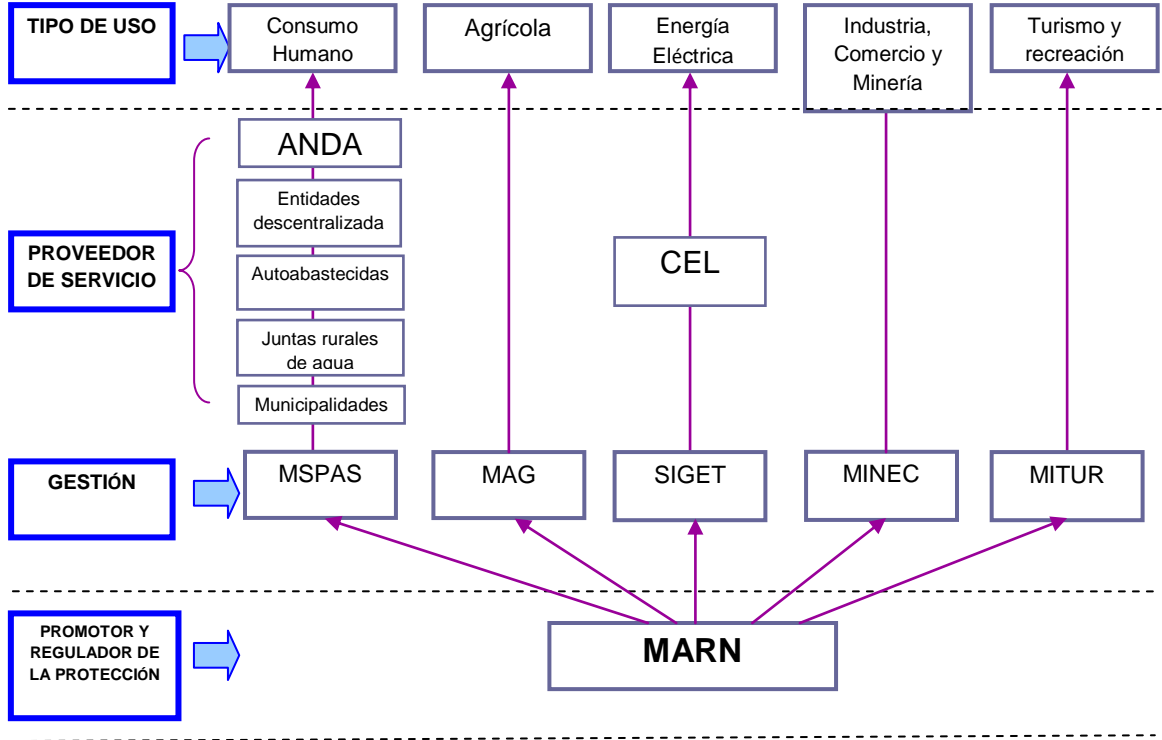 TIPO DE USO
Consumo
Humano
Agrícola
Energía
Eléctrica
Industria,
Comercio y
Minería
Turismo y
recreación
PROVEEDOR
DE SERVICIO
ANDA
Entidades
descentralizada
Autoabastecidas
Juntas rurales
de agua
Municipalidades
CEL
GESTIÓN
MSPAS
MAG
SIGET
MINEC
MITUR
PROMOTOR Y
REGULADOR DE
LA PROTECCIÓN
MARN